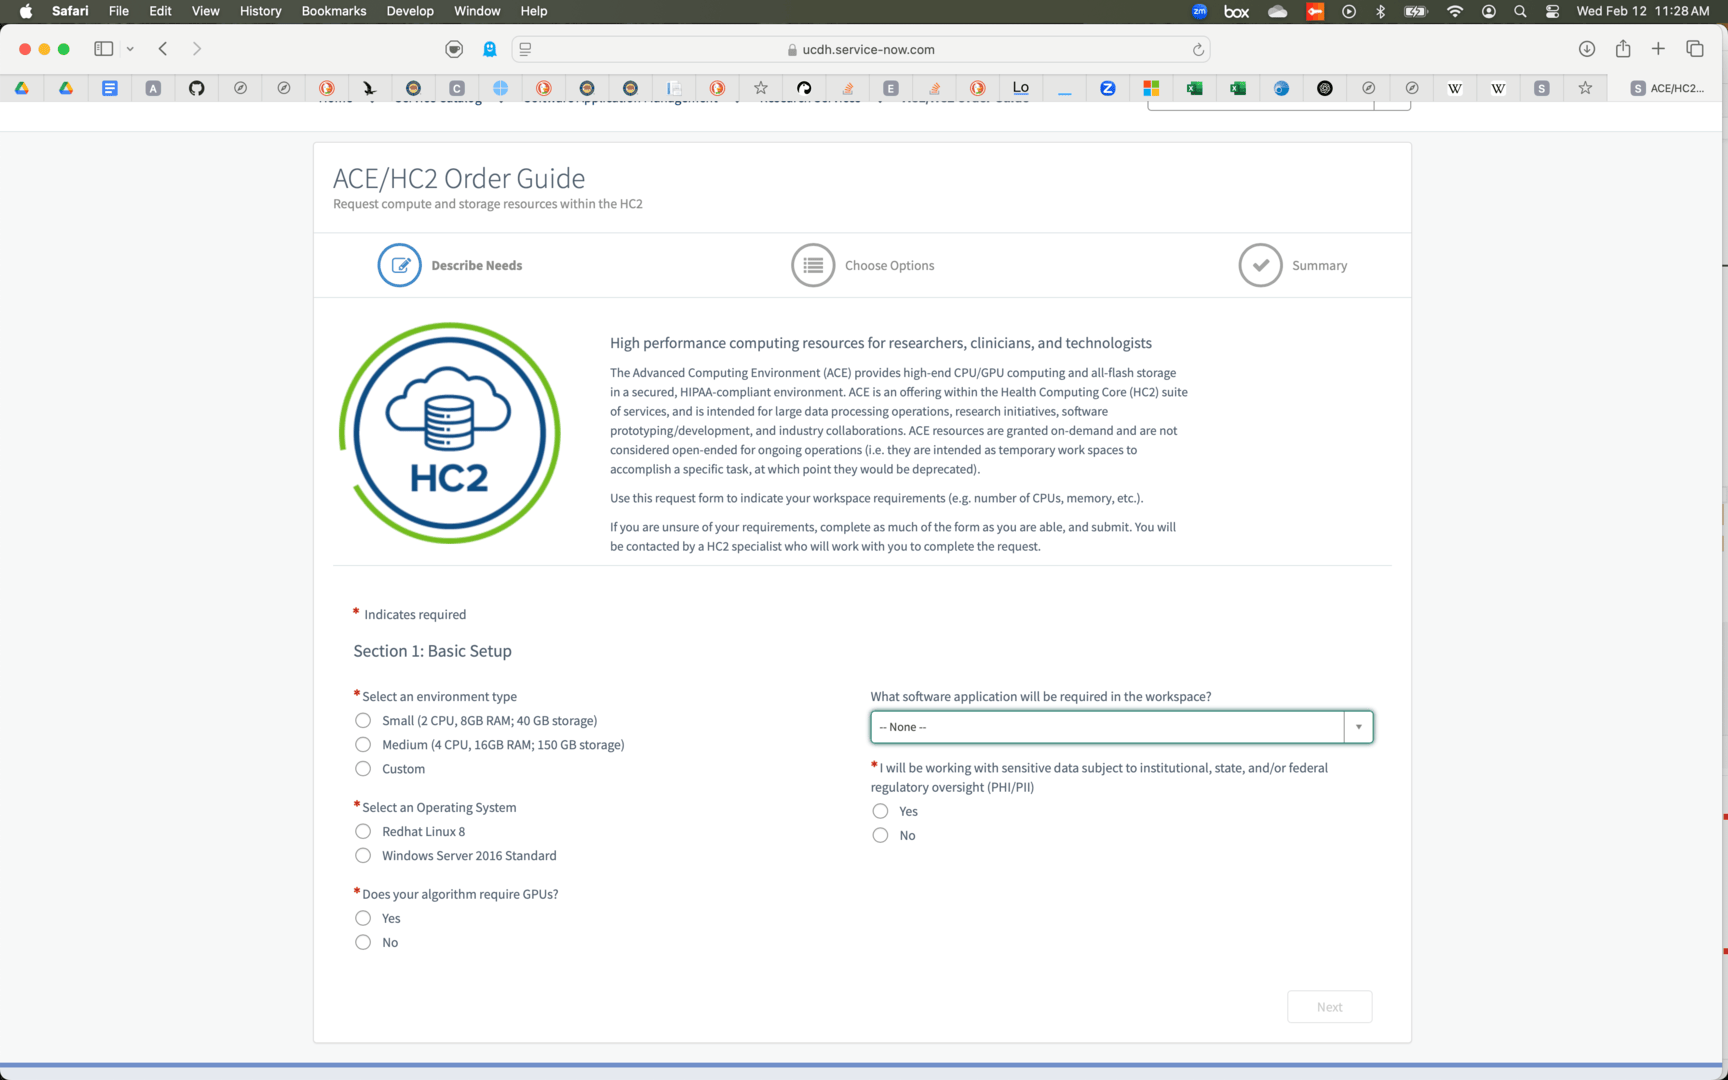 Safari File Edit View History Bookmarks Develop Window Help
zm box Wed Feb 12 11:28 AM
ucdh.service-now.com
A C E Lo Z W W S S ACE/HC2...
ACE/HC2 Order Guide
Request compute and storage resources within the HC2
Describe Needs
Choose Options
Summary
HC2
High performance computing resources for researchers, clinicians, and technologists
The Advanced Computing Environment (ACE) provides high-end CPU/GPU computing and all-flash storage
in a secured, HIPAA-compliant environment. ACE is an offering within the Health Computing Core (HC2) suite
of services, and is intended for large data processing operations, research initiatives, software
prototyping/development, and industry collaborations. ACE resources are granted on-demand and are not
considered open-ended for ongoing operations (i.e. they are intended as temporary work spaces to
accomplish a specific task, at which point they would be deprecated).
Use this request form to indicate your workspace requirements (e.g. number of CPUs, memory, etc.).
If you are unsure of your requirements, complete as much of the form as you are able, and submit. You will
be contacted by a HC2 specialist who will work with you to complete the request.
* Indicates required
Section 1: Basic Setup
* Select an environment type
Small (2 CPU, 8GB RAM; 40 GB storage)
Medium (4 CPU, 16GB RAM; 150 GB storage)
Custom
* Select an Operating System
Redhat Linux 8
Windows Server 2016 Standard
* Does your algorithm require GPUs?
Yes
No
What software application will be required in the workspace?
-- None --
* I will be working with sensitive data subject to institutional, state, and/or federal
regulatory oversight (PHI/PII)
Yes
No
Next